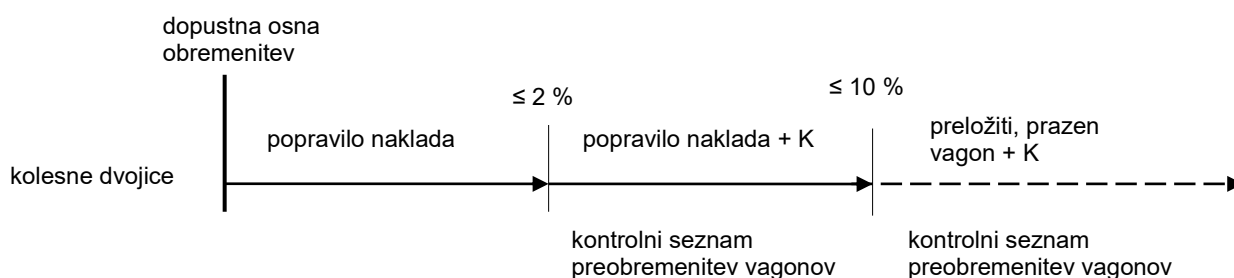 dopustna osna
obremenitev
≤ 2 %
≤ 10 %
popravilo naklada
popravilo naklada + K
preložiti, prazen
vagon + K
kolesne dvojice
kontrolni seznam
preobremenitev vagonov
kontrolni seznam
preobremenitev vagonov